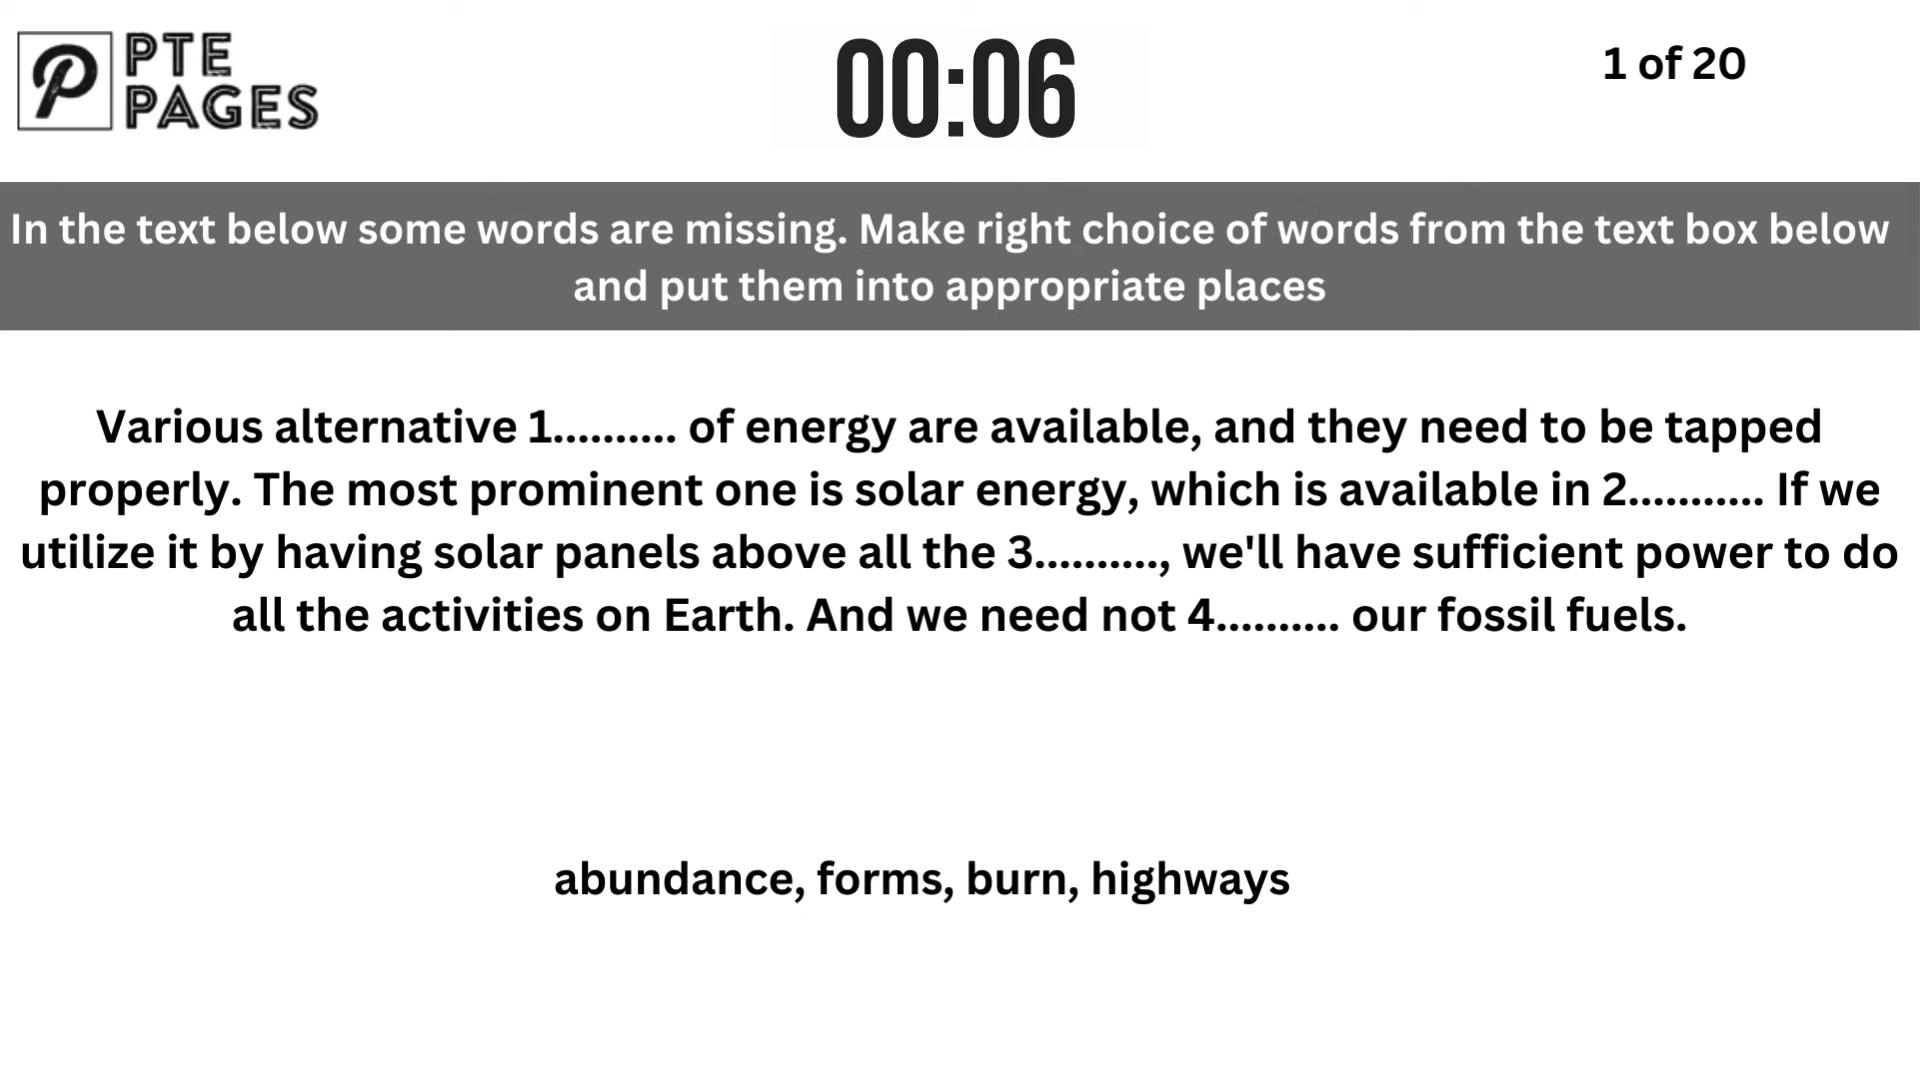 PTE
PAGES
00:06
1 of 20
In the text below some words are missing. Make right choice of words from the text box below
and put them into appropriate places
Various alternative 1.......... of energy are available, and they need to be tapped
properly. The most prominent one is solar energy, which is available in 2........... If we
utilize it by having solar panels above all the 3.........., we'll have sufficient power to do
all the activities on Earth. And we need not 4.......... our fossil fuels.
abundance, forms, burn, highways